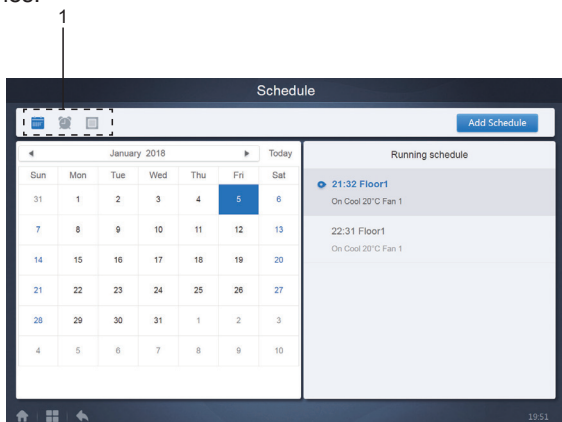 1
Schedule
Add Schedule
January 2018 Today
Sun Mon Tue Wed Thu Fri Sat
31 1 2 3 4 5 6
7 8 9 10 11 12 13
14 15 16 17 18 19 20
21 22 23 24 25 26 27
28 29 30 31 1 2 3
4 5 6 7 8 9 10
Running schedule
21:32 Floor1
On Cool 20°C Fan 1
22:31 Floor1
On Cool 20°C Fan 1
19:51